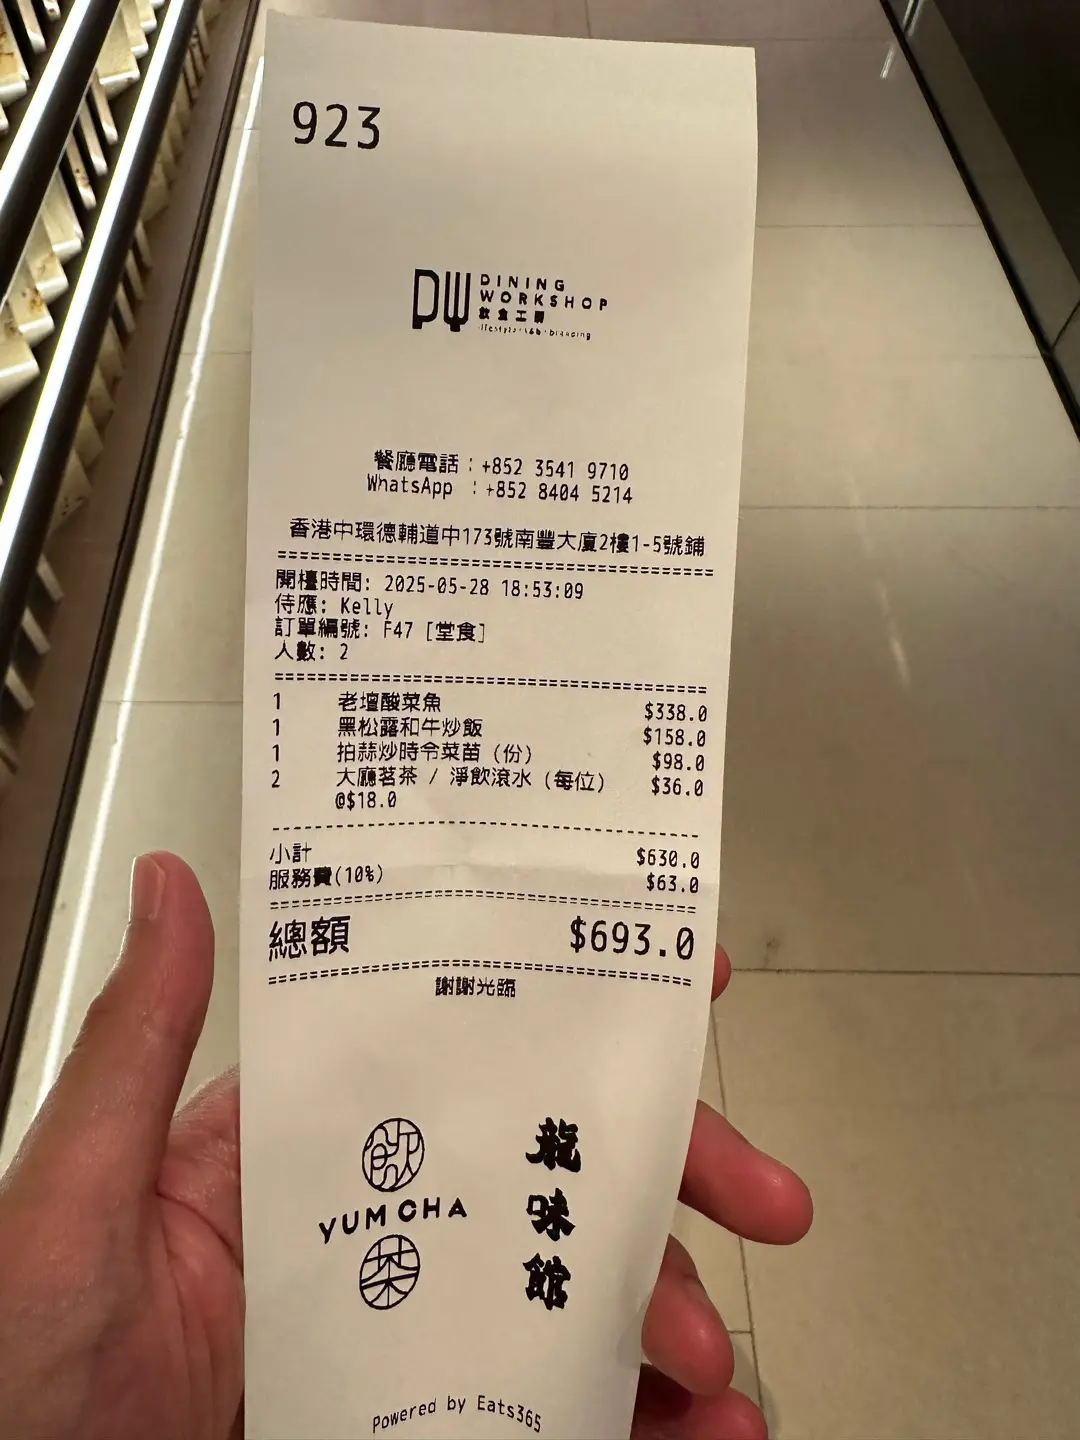 923
DINING
WORKSHOP
飲食工房
餐廳電話：+852 3541 9710
WhatsApp ：+852 8404 5214
香港中環德輔道中173號南豐大廈2樓1-5號鋪
開檯時間: 2025-05-28 18:53:09
侍應: Kelly
訂單編號: F47 [堂食]
人數: 2
1 老壇酸菜魚 $338.0
1 黑松露和牛炒飯 $158.0
1 拍蒜炒時令菜苗 (份) $98.0
2 大廳茗茶 / 淨飲滾水 (每位) $36.0
@$18.0
小計 $630.0
服務費(10%) $63.0
總額 $693.0
謝謝光臨
飲
YUM CHA
茶
龍味館
Powered by Eats365